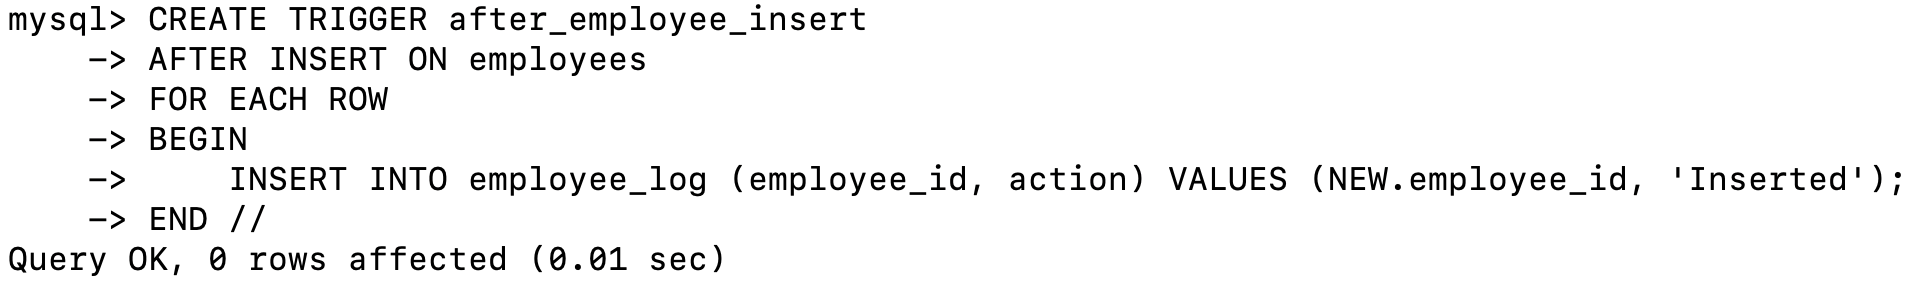 mysql> CREATE TRIGGER after_employee_insert
    -> AFTER INSERT ON employees
    -> FOR EACH ROW
    -> BEGIN
    ->     INSERT INTO employee_log (employee_id, action) VALUES (NEW.employee_id, 'Inserted');
    -> END //
Query OK, 0 rows affected (0.01 sec)